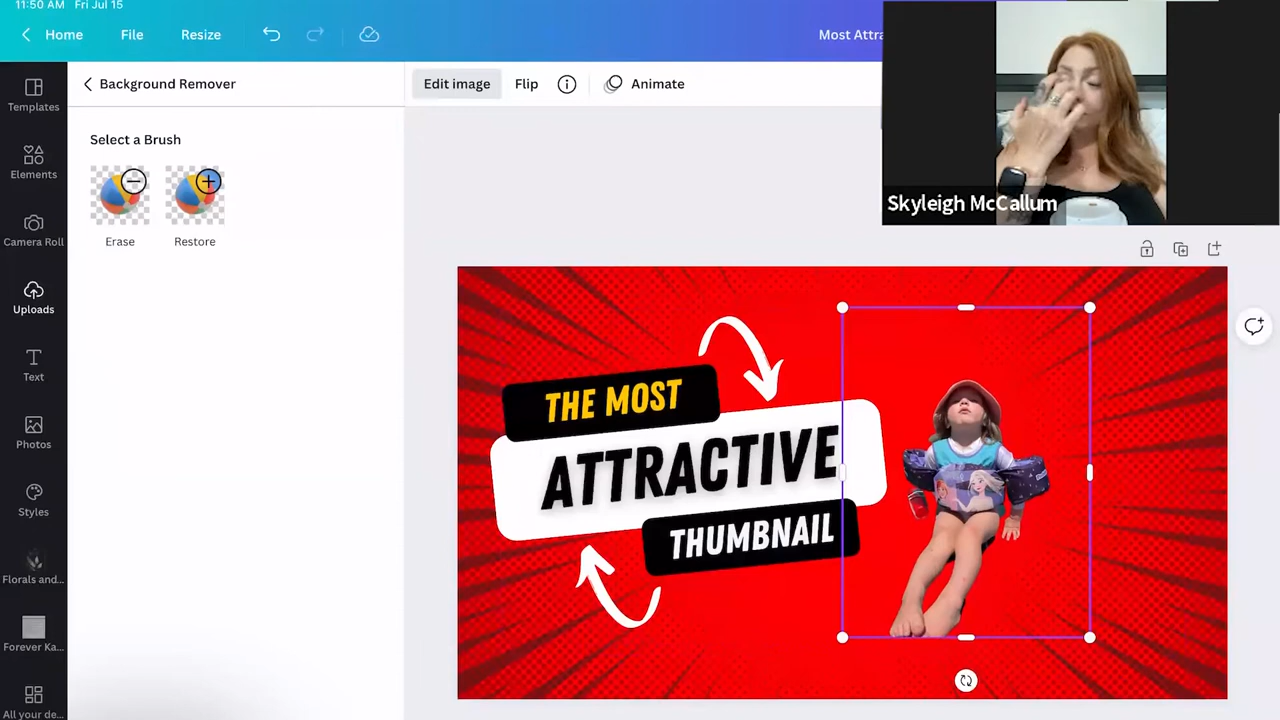 11:50 AM Fri Jul 15
Home
File
Resize
Most Attra
Background Remover
Edit image
Flip
Animate
Templates
Elements
Camera Roll
Uploads
Text
Photos
Styles
Florals and...
Forever Ka...
All your de...
Select a Brush
Erase
Restore
Skyleigh McCallum
THE MOST
ATTRACTIVE
THUMBNAIL